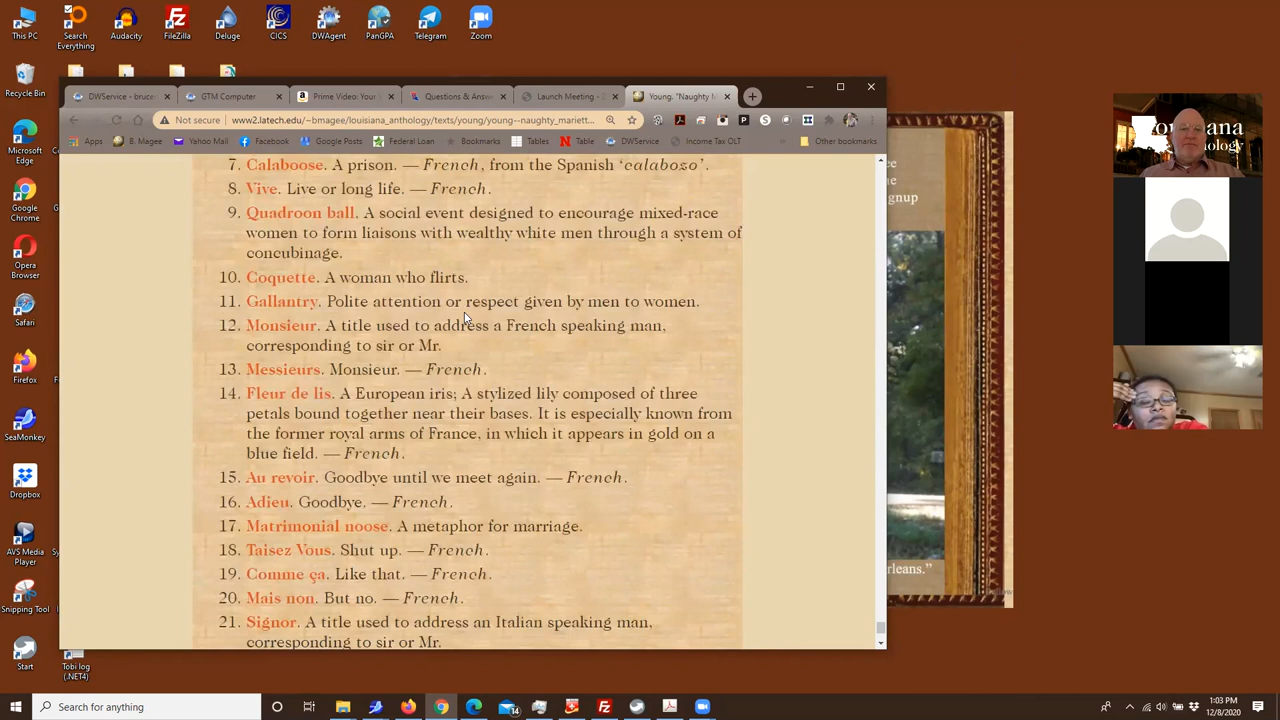 This PC
Search Everything
Audacity
FileZilla
Deluge
CICS
DWAgent
PanGPA
Telegram
Zoom
Recycle Bin
Microsoft Edge
Google Chrome
Opera Browser
Safari
Firefox
SeaMonkey
Dropbox
AVS Media Player
Snipping Tool
Start
Tobi log (.NET4)
DWService - bruce
GTM Computer
Prime Video: Your
Questions & Answ
Launch Meeting - Z
Young. "Naughty M
Not secure www2.latech.edu/~bmagee/louisiana_anthology/texts/young/young--naughty_mariett...
Apps B. Magee Yahoo Mail Facebook Google Posts Federal Loan Bookmarks Tables Table DWService Income Tax OLT Other bookmarks
7. Calaboose. A prison. — French, from the Spanish ‘calabozo’.
8. Vive. Live or long life. — French.
9. Quadroon ball. A social event designed to encourage mixed-race
women to form liaisons with wealthy white men through a system of
concubinage.
10. Coquette. A woman who flirts.
11. Gallantry. Polite attention or respect given by men to women.
12. Monsieur. A title used to address a French speaking man,
corresponding to sir or Mr.
13. Messieurs. Monsieur. — French.
14. Fleur de lis. A European iris; A stylized lily composed of three
petals bound together near their bases. It is especially known from
the former royal arms of France, in which it appears in gold on a
blue field. — French.
15. Au revoir. Goodbye until we meet again. — French.
16. Adieu. Goodbye. — French.
17. Matrimonial noose. A metaphor for marriage.
18. Taisez Vous. Shut up. — French.
19. Comme ça. Like that. — French.
20. Mais non. But no. — French.
21. Signor. A title used to address an Italian speaking man,
corresponding to sir or Mr.
ee
ne
gnup
rleans.”
Search for anything
14
1:03 PM
12/8/2020